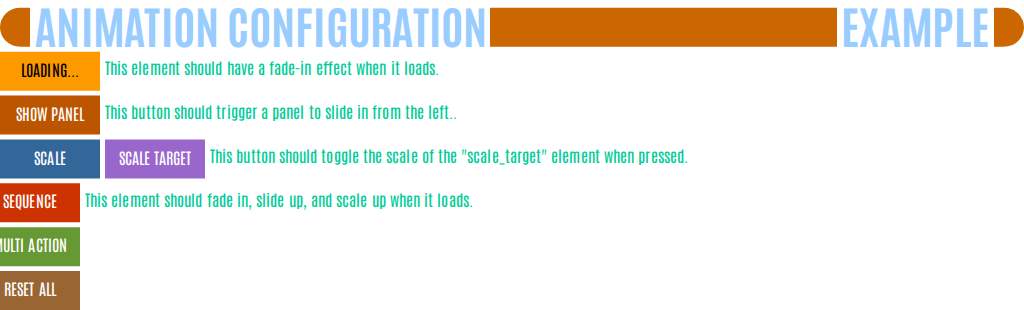 ANIMATION CONFIGURATION EXAMPLE
LOADING... This element should have a fade-in effect when it loads.
SHOW PANEL This button should trigger a panel to slide in from the left..
SCALE SCALE TARGET This button should toggle the scale of the "scale_target" element when pressed.
SEQUENCE This element should fade in, slide up, and scale up when it loads.
MULTI ACTION
RESET ALL